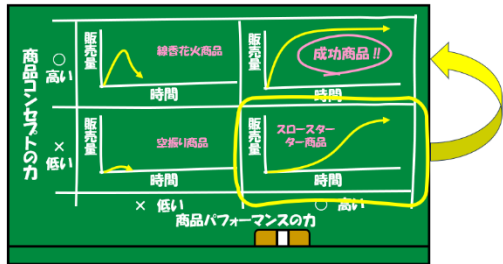 商品コンセプトの力
○
高い
×
低い
販売量
線香花火商品
時間
販売量
成功商品!!
時間
販売量
空振り商品
時間
販売量
スロースター
ター商品
時間
× 低い
○ 高い
商品パフォーマンスの力